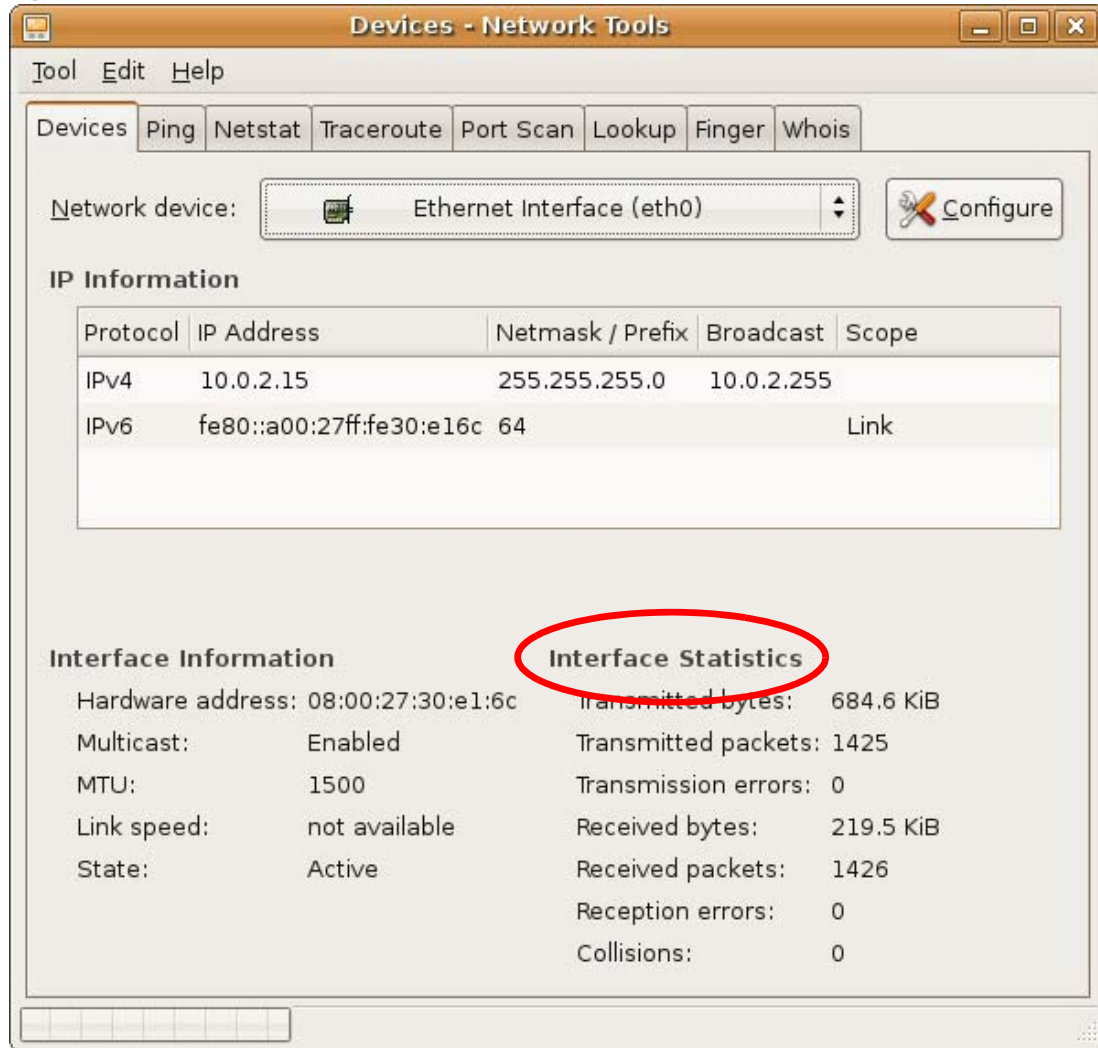 Devices - Network Tools
Tool Edit Help
Devices Ping Netstat Traceroute Port Scan Lookup Finger Whois
Network device: Ethernet Interface (eth0) Configure
IP Information
Protocol IP Address Netmask / Prefix Broadcast Scope
IPv4 10.0.2.15 255.255.255.0 10.0.2.255
IPv6 fe80::a00:27ff:fe30:e16c 64 Link
Interface Information
Hardware address: 08:00:27:30:e1:6c
Multicast: Enabled
MTU: 1500
Link speed: not available
State: Active
Interface Statistics
Transmitted bytes: 684.6 KiB
Transmitted packets: 1425
Transmission errors: 0
Received bytes: 219.5 KiB
Received packets: 1426
Reception errors: 0
Collisions: 0